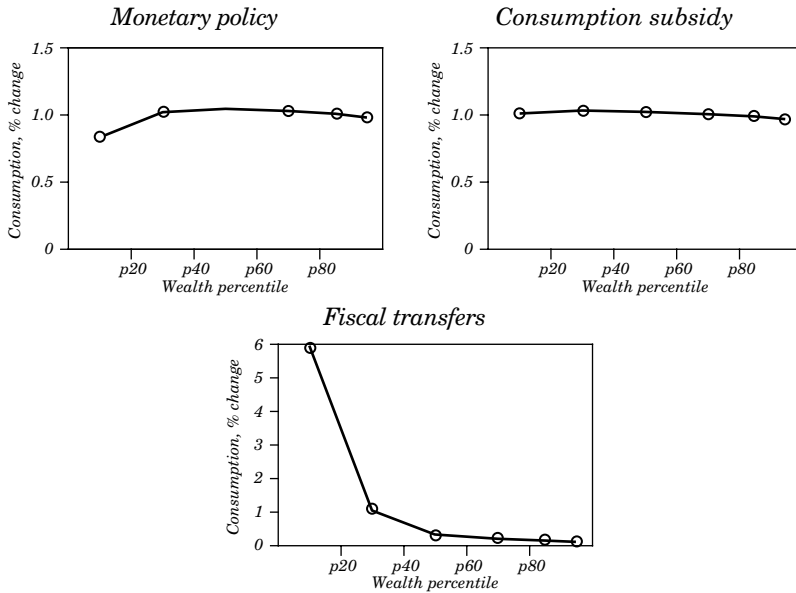 Monetary policy
Consumption subsidy
Consumption, % change
1.5
1.0
0.5
0
p20 p40 p60 p80
Wealth percentile
Consumption, % change
1.5
1.0
0.5
0
p20 p40 p60 p80
Wealth percentile
Fiscal transfers
Consumption, % change
6
5
4
3
2
1
0
p20 p40 p60 p80
Wealth percentile